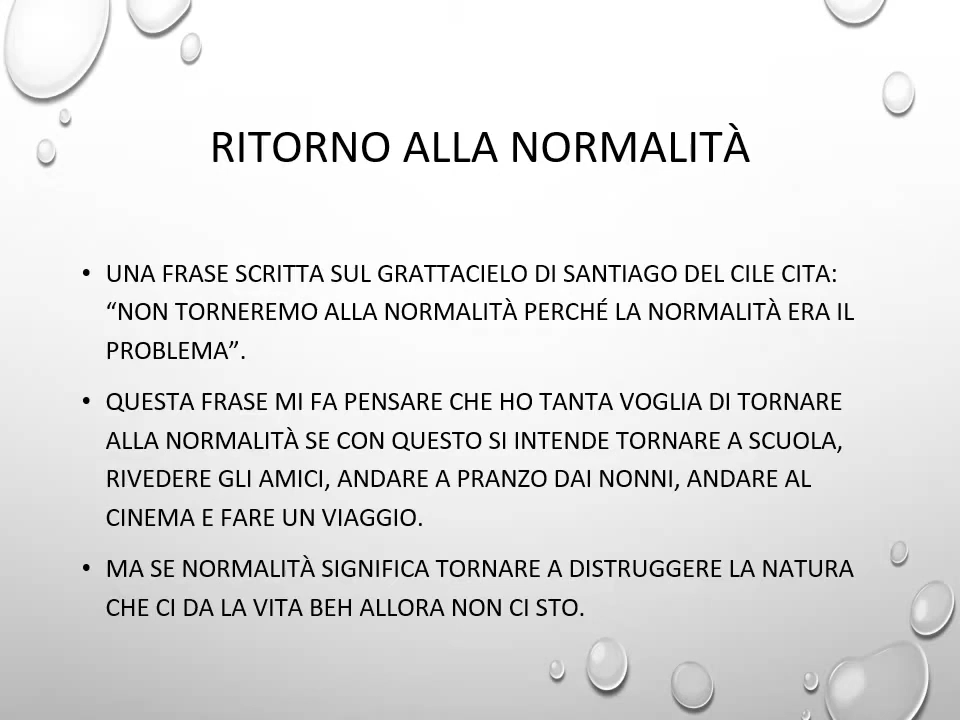 RITORNO ALLA NORMALITÀ
• UNA FRASE SCRITTA SUL GRATTACIELO DI SANTIAGO DEL CILE CITA:
“NON TORNEREMO ALLA NORMALITÀ PERCHÉ LA NORMALITÀ ERA IL
PROBLEMA”.
• QUESTA FRASE MI FA PENSARE CHE HO TANTA VOGLIA DI TORNARE
ALLA NORMALITÀ SE CON QUESTO SI INTENDE TORNARE A SCUOLA,
RIVEDERE GLI AMICI, ANDARE A PRANZO DAI NONNI, ANDARE AL
CINEMA E FARE UN VIAGGIO.
• MA SE NORMALITÀ SIGNIFICA TORNARE A DISTRUGGERE LA NATURA
CHE CI DA LA VITA BEH ALLORA NON CI STO.